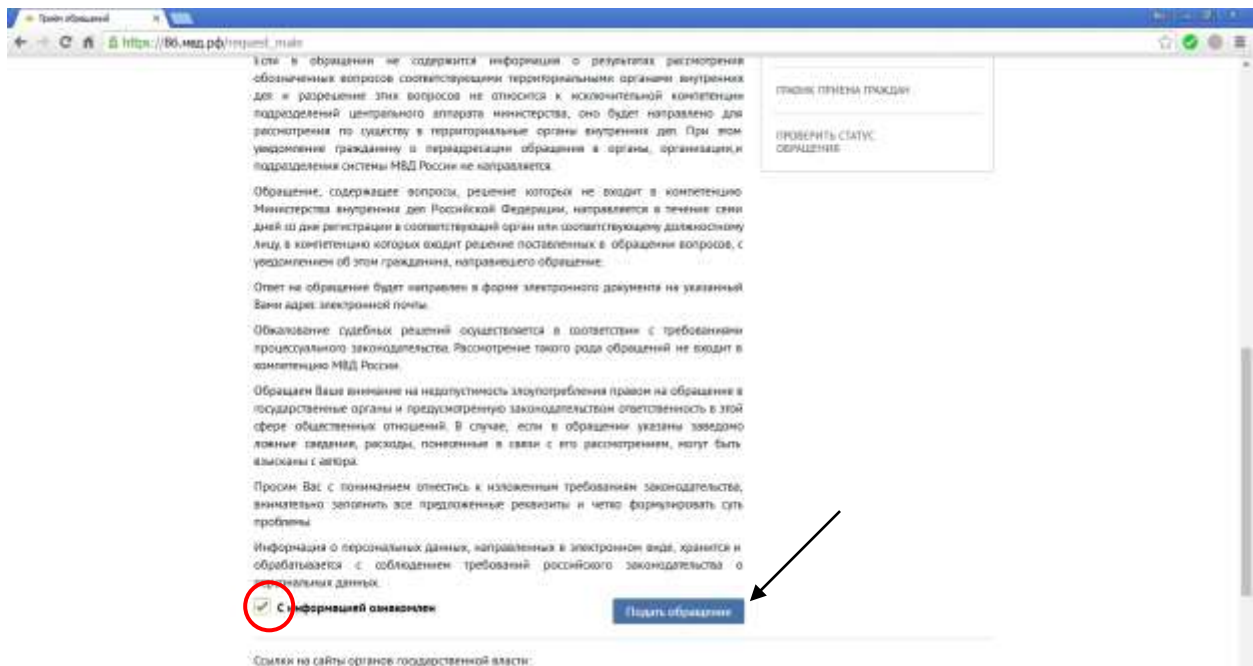 Приём обращений
https://86.мвд.рф/request_main
Если в обращении не содержится информация о результатах рассмотрения
обозначенных вопросов соответствующими территориальными органами внутренних
дел и разрешение этих вопросов не относится к исключительной компетенции
подразделений центрального аппарата министерства, оно будет направлено для
рассмотрения по существу в территориальные органы внутренних дел. При этом
уведомление гражданину о переадресации обращения в органы, организации,и
подразделения системы МВД России не направляется.
ГРАФИК ПРИЕМА ГРАЖДАН
ПРОВЕРИТЬ СТАТУС
ОБРАЩЕНИЯ
Обращение, содержащее вопросы, решение которых не входит в компетенцию
Министерства внутренних дел Российской Федерации, направляется в течение семи
дней со дня регистрации в соответствующий орган или соответствующему должностному
лицу, в компетенцию которых входит решение поставленных в обращении вопросов, с
уведомлением об этом гражданина, направившего обращение.
Ответ на обращение будет направлен в форме электронного документа на указанный
Вами адрес электронной почты.
Обжалование судебных решений осуществляется в соответствии с требованиями
процессуального законодательства. Рассмотрение такого рода обращений не входит в
компетенцию МВД России.
Обращаем Ваше внимание на недопустимость злоупотребления правом на обращение в
государственные органы и предусмотренную законодательством ответственность в этой
сфере общественных отношений. В случае, если в обращении указаны заведомо
ложные сведения, расходы, понесенные в связи с его рассмотрением, могут быть
взысканы с автора.
Просим Вас с пониманием отнестись к изложенным требованиям законодательства,
внимательно заполнить все предложенные реквизиты и четко формулировать суть
проблемы.
Информация о персональных данных, направленных в электронном виде, хранится и
обрабатывается с соблюдением требований российского законодательства о
персональных данных.
С информацией ознакомлен
Подать обращение
Ссылки на сайты органов государственной власти: